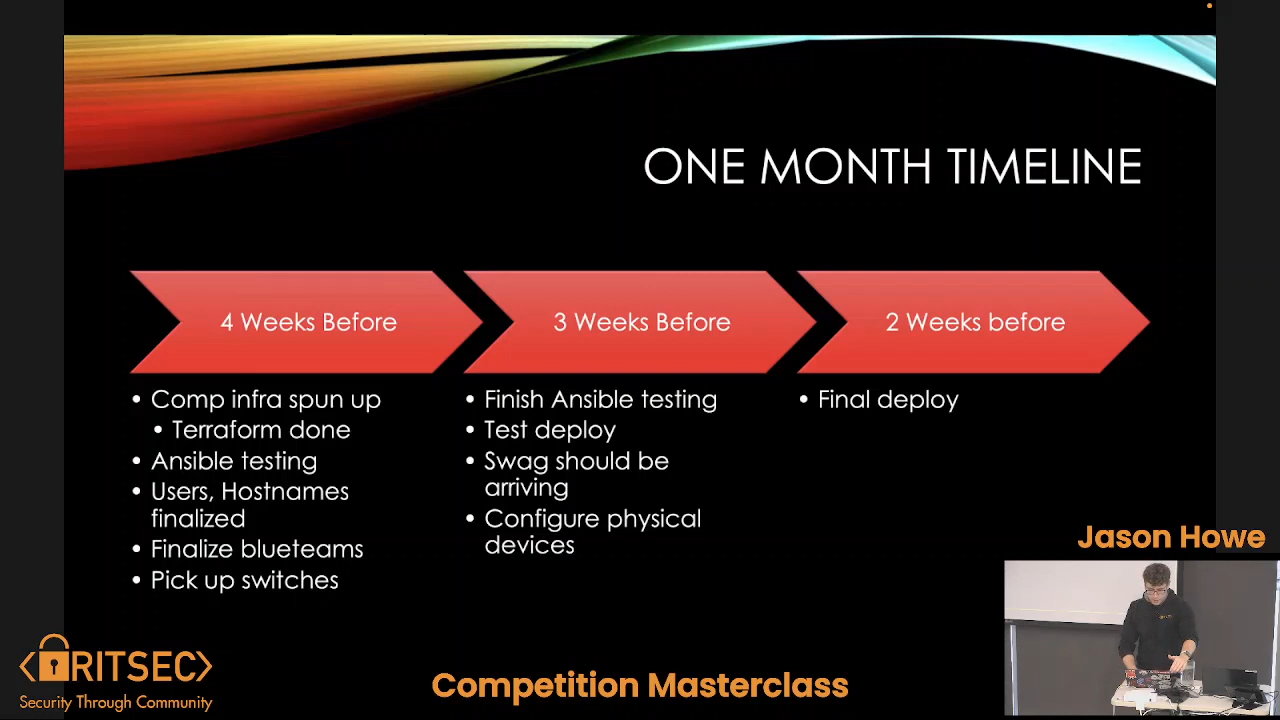 ONE MONTH TIMELINE
4 Weeks Before
• Comp infra spun up
• Terraform done
• Ansible testing
• Users, Hostnames
finalized
• Finalize blueteams
• Pick up switches
3 Weeks Before
• Finish Ansible testing
• Test deploy
• Swag should be
arriving
• Configure physical
devices
2 Weeks before
• Final deploy
Jason Howe
RITSEC
Security Through Community
Competition Masterclass